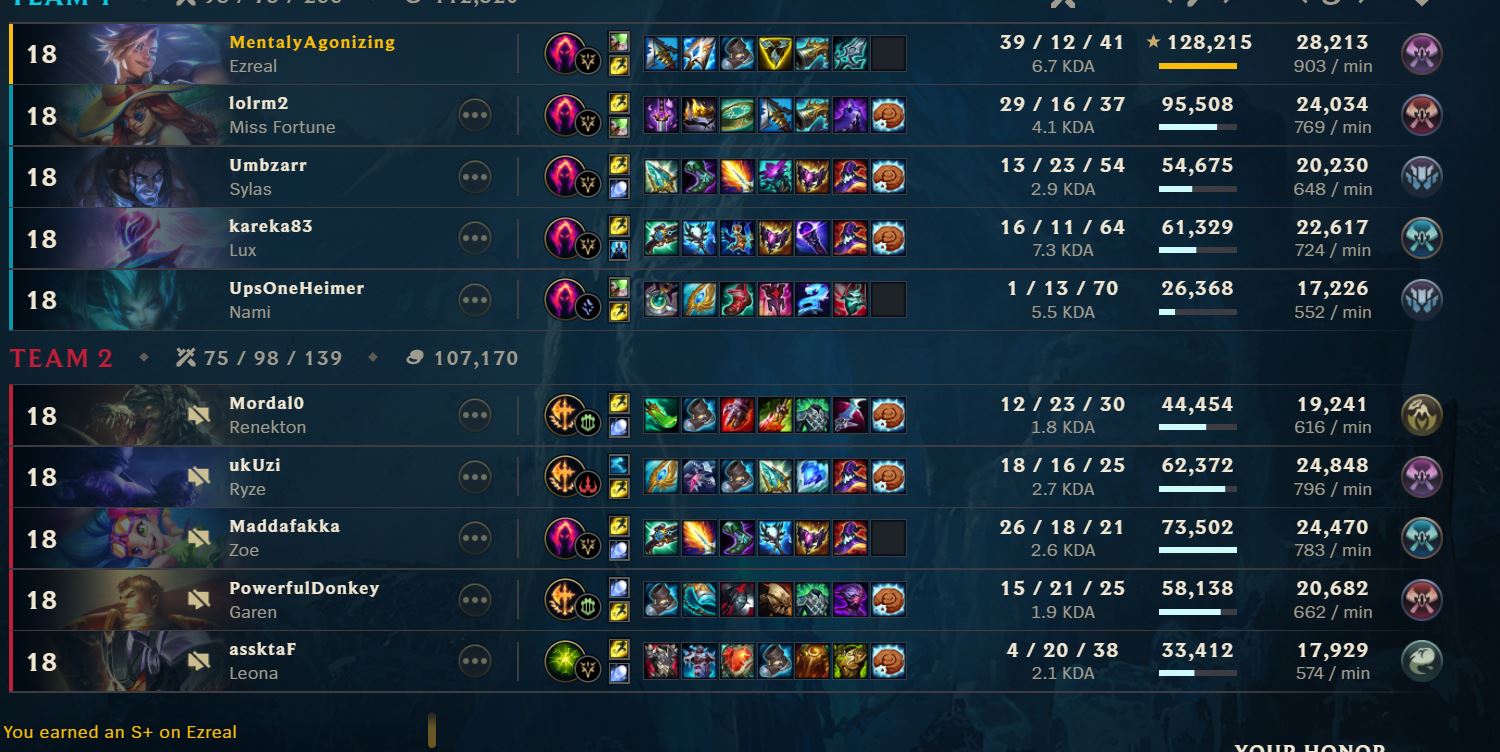 TEAM 1 98 / 75 / 266 112,320
18 MentalyAgonizing 39 / 12 / 41 128,215 28,213
Ezreal 6.7 KDA 903 / min
18 lolrm2 29 / 16 / 37 95,508 24,034
Miss Fortune 4.1 KDA 769 / min
18 Umbzarr 13 / 23 / 54 54,675 20,230
Sylas 2.9 KDA 648 / min
18 kareka83 16 / 11 / 64 61,329 22,617
Lux 7.3 KDA 724 / min
18 UpsOneHeimer 1 / 13 / 70 26,368 17,226
Nami 5.5 KDA 552 / min
TEAM 2 75 / 98 / 139 107,170
18 Mordal0 12 / 23 / 30 44,454 19,241
Renekton 1.8 KDA 616 / min
18 ukUzi 18 / 16 / 25 62,372 24,848
Ryze 2.7 KDA 796 / min
18 Maddafakka 26 / 18 / 21 73,502 24,470
Zoe 2.6 KDA 783 / min
18 PowerfulDonkey 15 / 21 / 25 58,138 20,682
Garen 1.9 KDA 662 / min
18 assktaF 4 / 20 / 38 33,412 17,929
Leona 2.1 KDA 574 / min
You earned an S+ on Ezreal
YOUR HONOR